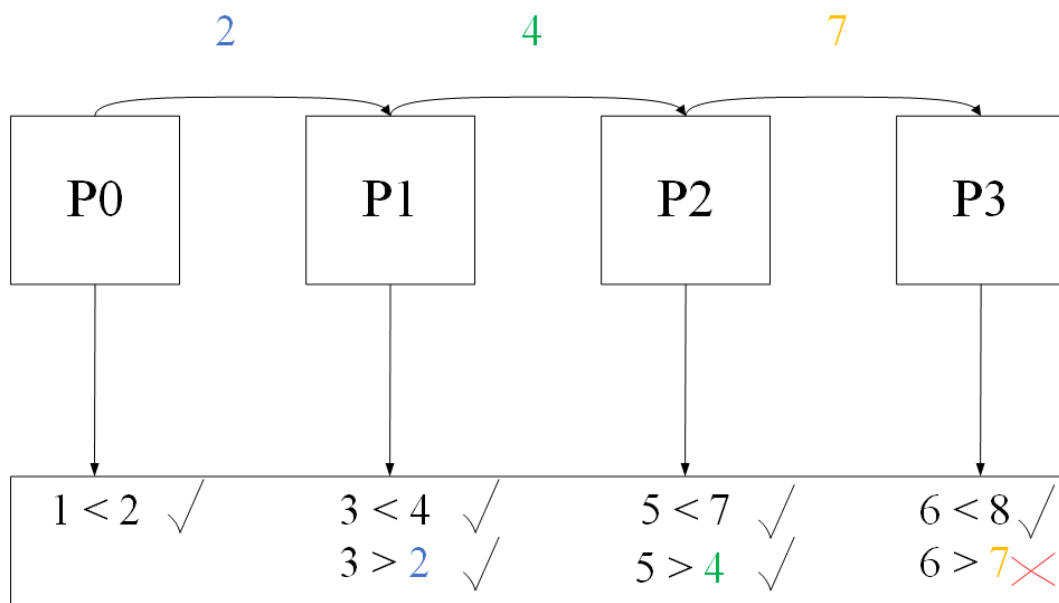 2 4 7
P0 P1 P2 P3
1 < 2 √ 3 < 4 √ 5 < 7 √ 6 < 8 √
3 > 2 √ 5 > 4 √ 6 > 7 ×